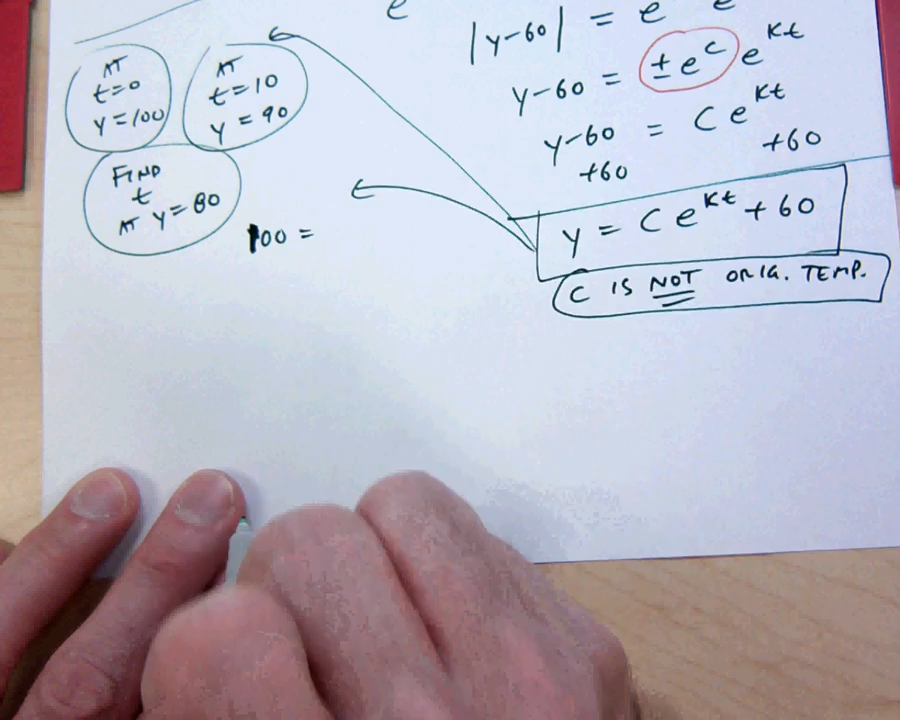 e
|y-60| = e e
y-60 = ±e^c e^kt
y-60 = Ce^kt
+60 +60
y = Ce^kt + 60
C IS NOT ORIG. TEMP.
AT
t=0
y=100
AT
t=10
y=90
FIND
t
AT y=80
100 =